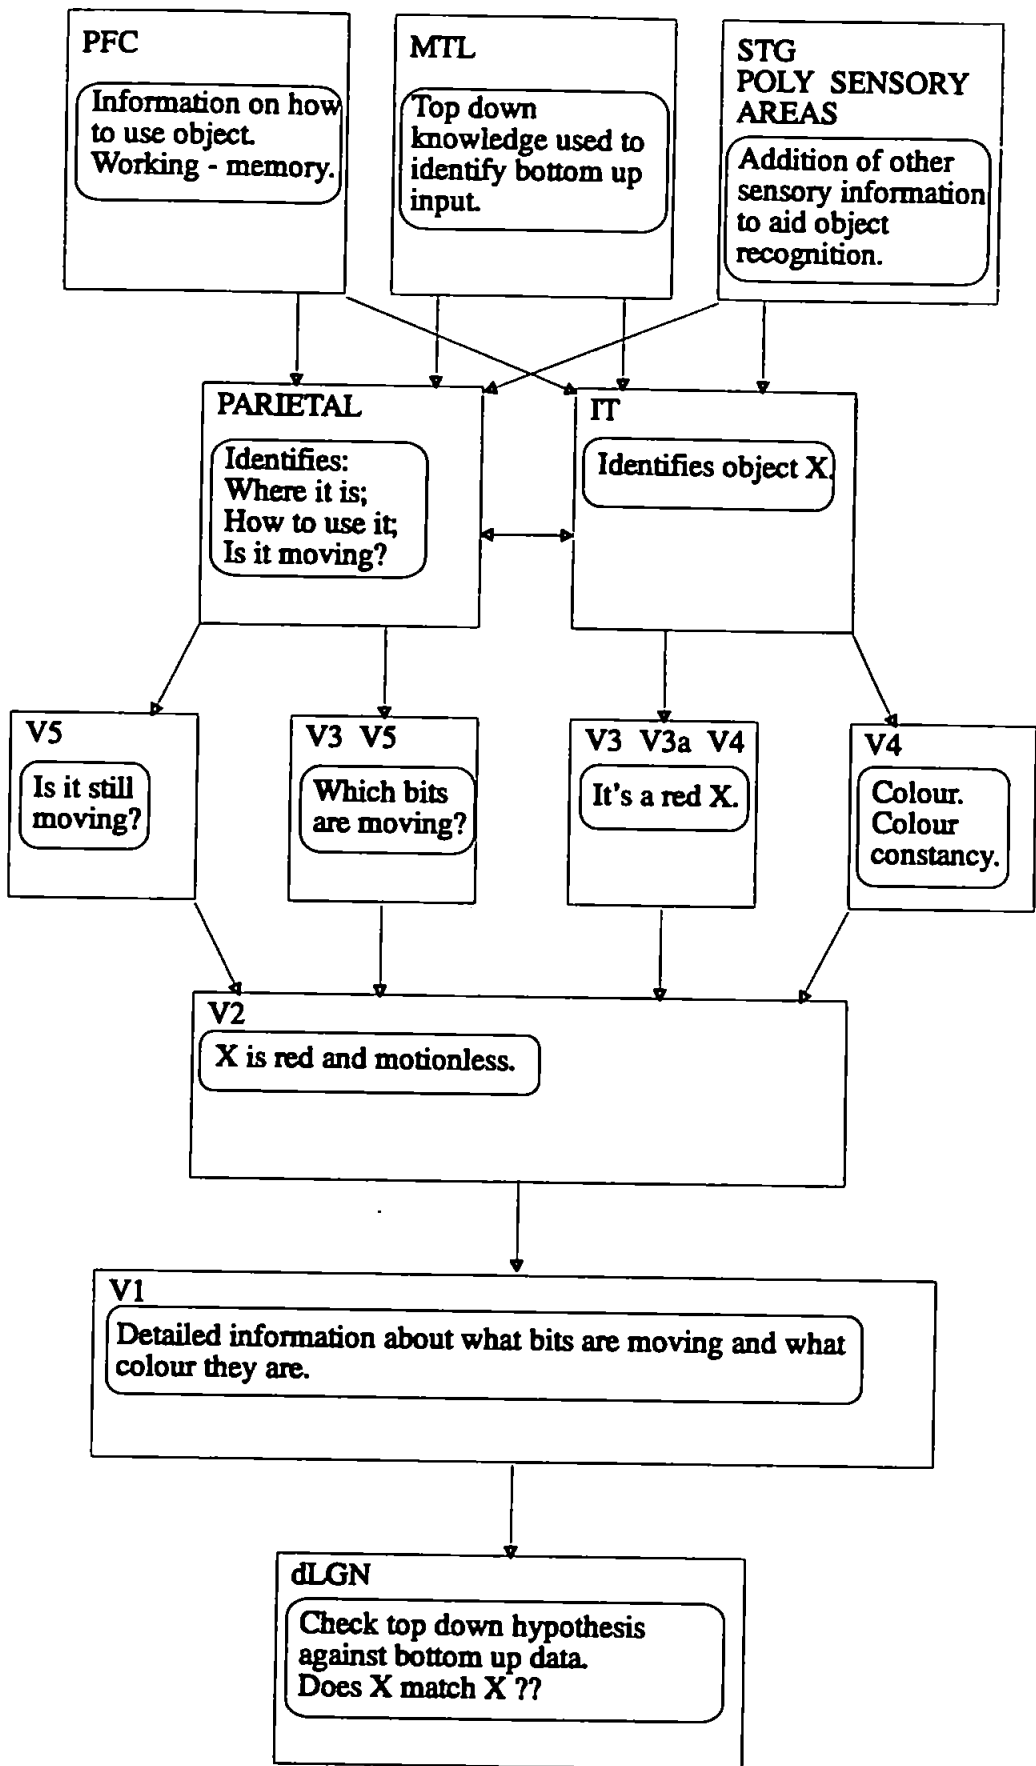 PFC
Information on how
to use object.
Working - memory.
MTL
Top down
knowledge used to
identify bottom up
input.
STG
POLY SENSORY
AREAS
Addition of other
sensory information
to aid object
recognition.
PARIETAL
Identifies:
Where it is;
How to use it;
Is it moving?
IT
Identifies object X.
V5
Is it still
moving?
V3 V5
Which bits
are moving?
V3 V3a V4
It's a red X.
V4
Colour.
Colour
constancy.
V2
X is red and motionless.
V1
Detailed information about what bits are moving and what
colour they are.
dLGN
Check top down hypothesis
against bottom up data.
Does X match X ??